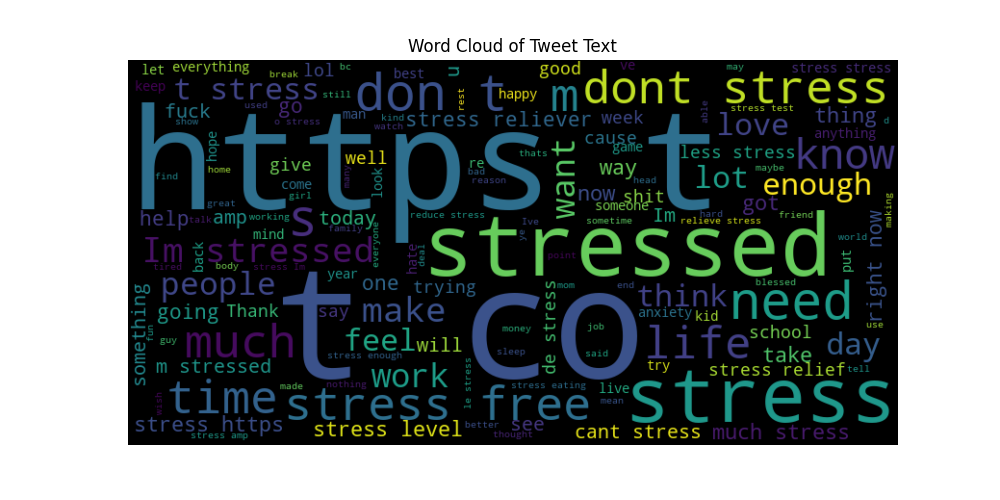 Word Cloud of Tweet Text
let everything break lol bc best u good ve may stress stress
keep t stress still don t happy m dont stress
fuck used go man rest love thing
show o stress kind stress reliever week cause stress test able d
hope https t watch thats game less stress anything know
find home give well re bad way lot maybe enough
great come many look reason want now shit head got
girl someone Im hard friend making
help talk amp working s today reduce stress Ive sometime relieve stress
mind family ye stressed world right now
Im stressed back everyone hate deal point put
tired body stress In year mom end blessed
people one trying de stress think need
something going Thank say t make co anxiety kid use
fun guy much feel will money job life school day
stress enough sleep said take tell
m stressed nothing work try stress relief
wish time made stress le stress free stress eating live stress
stress https better see mean
stress amp stress level thought cant stress much stress